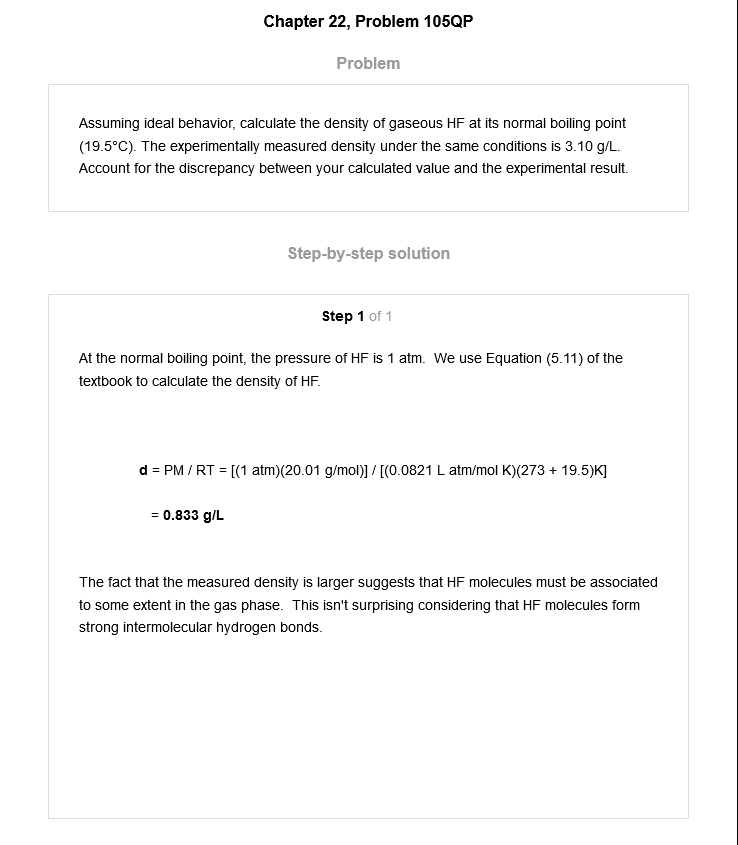 Chapter 22, Problem 105QP
Problem
Assuming ideal behavior, calculate the density of gaseous HF at its normal boiling point
(19.5°C). The experimentally measured density under the same conditions is 3.10 g/L.
Account for the discrepancy between your calculated value and the experimental result.
Step-by-step solution
Step 1 of 1
At the normal boiling point, the pressure of HF is 1 atm. We use Equation (5.11) of the
textbook to calculate the density of HF.
d = PM / RT = [(1 atm)(20.01 g/mol)] / [(0.0821 L atm/mol K)(273 + 19.5)K]
= 0.833 g/L
The fact that the measured density is larger suggests that HF molecules must be associated
to some extent in the gas phase. This isn't surprising considering that HF molecules form
strong intermolecular hydrogen bonds.